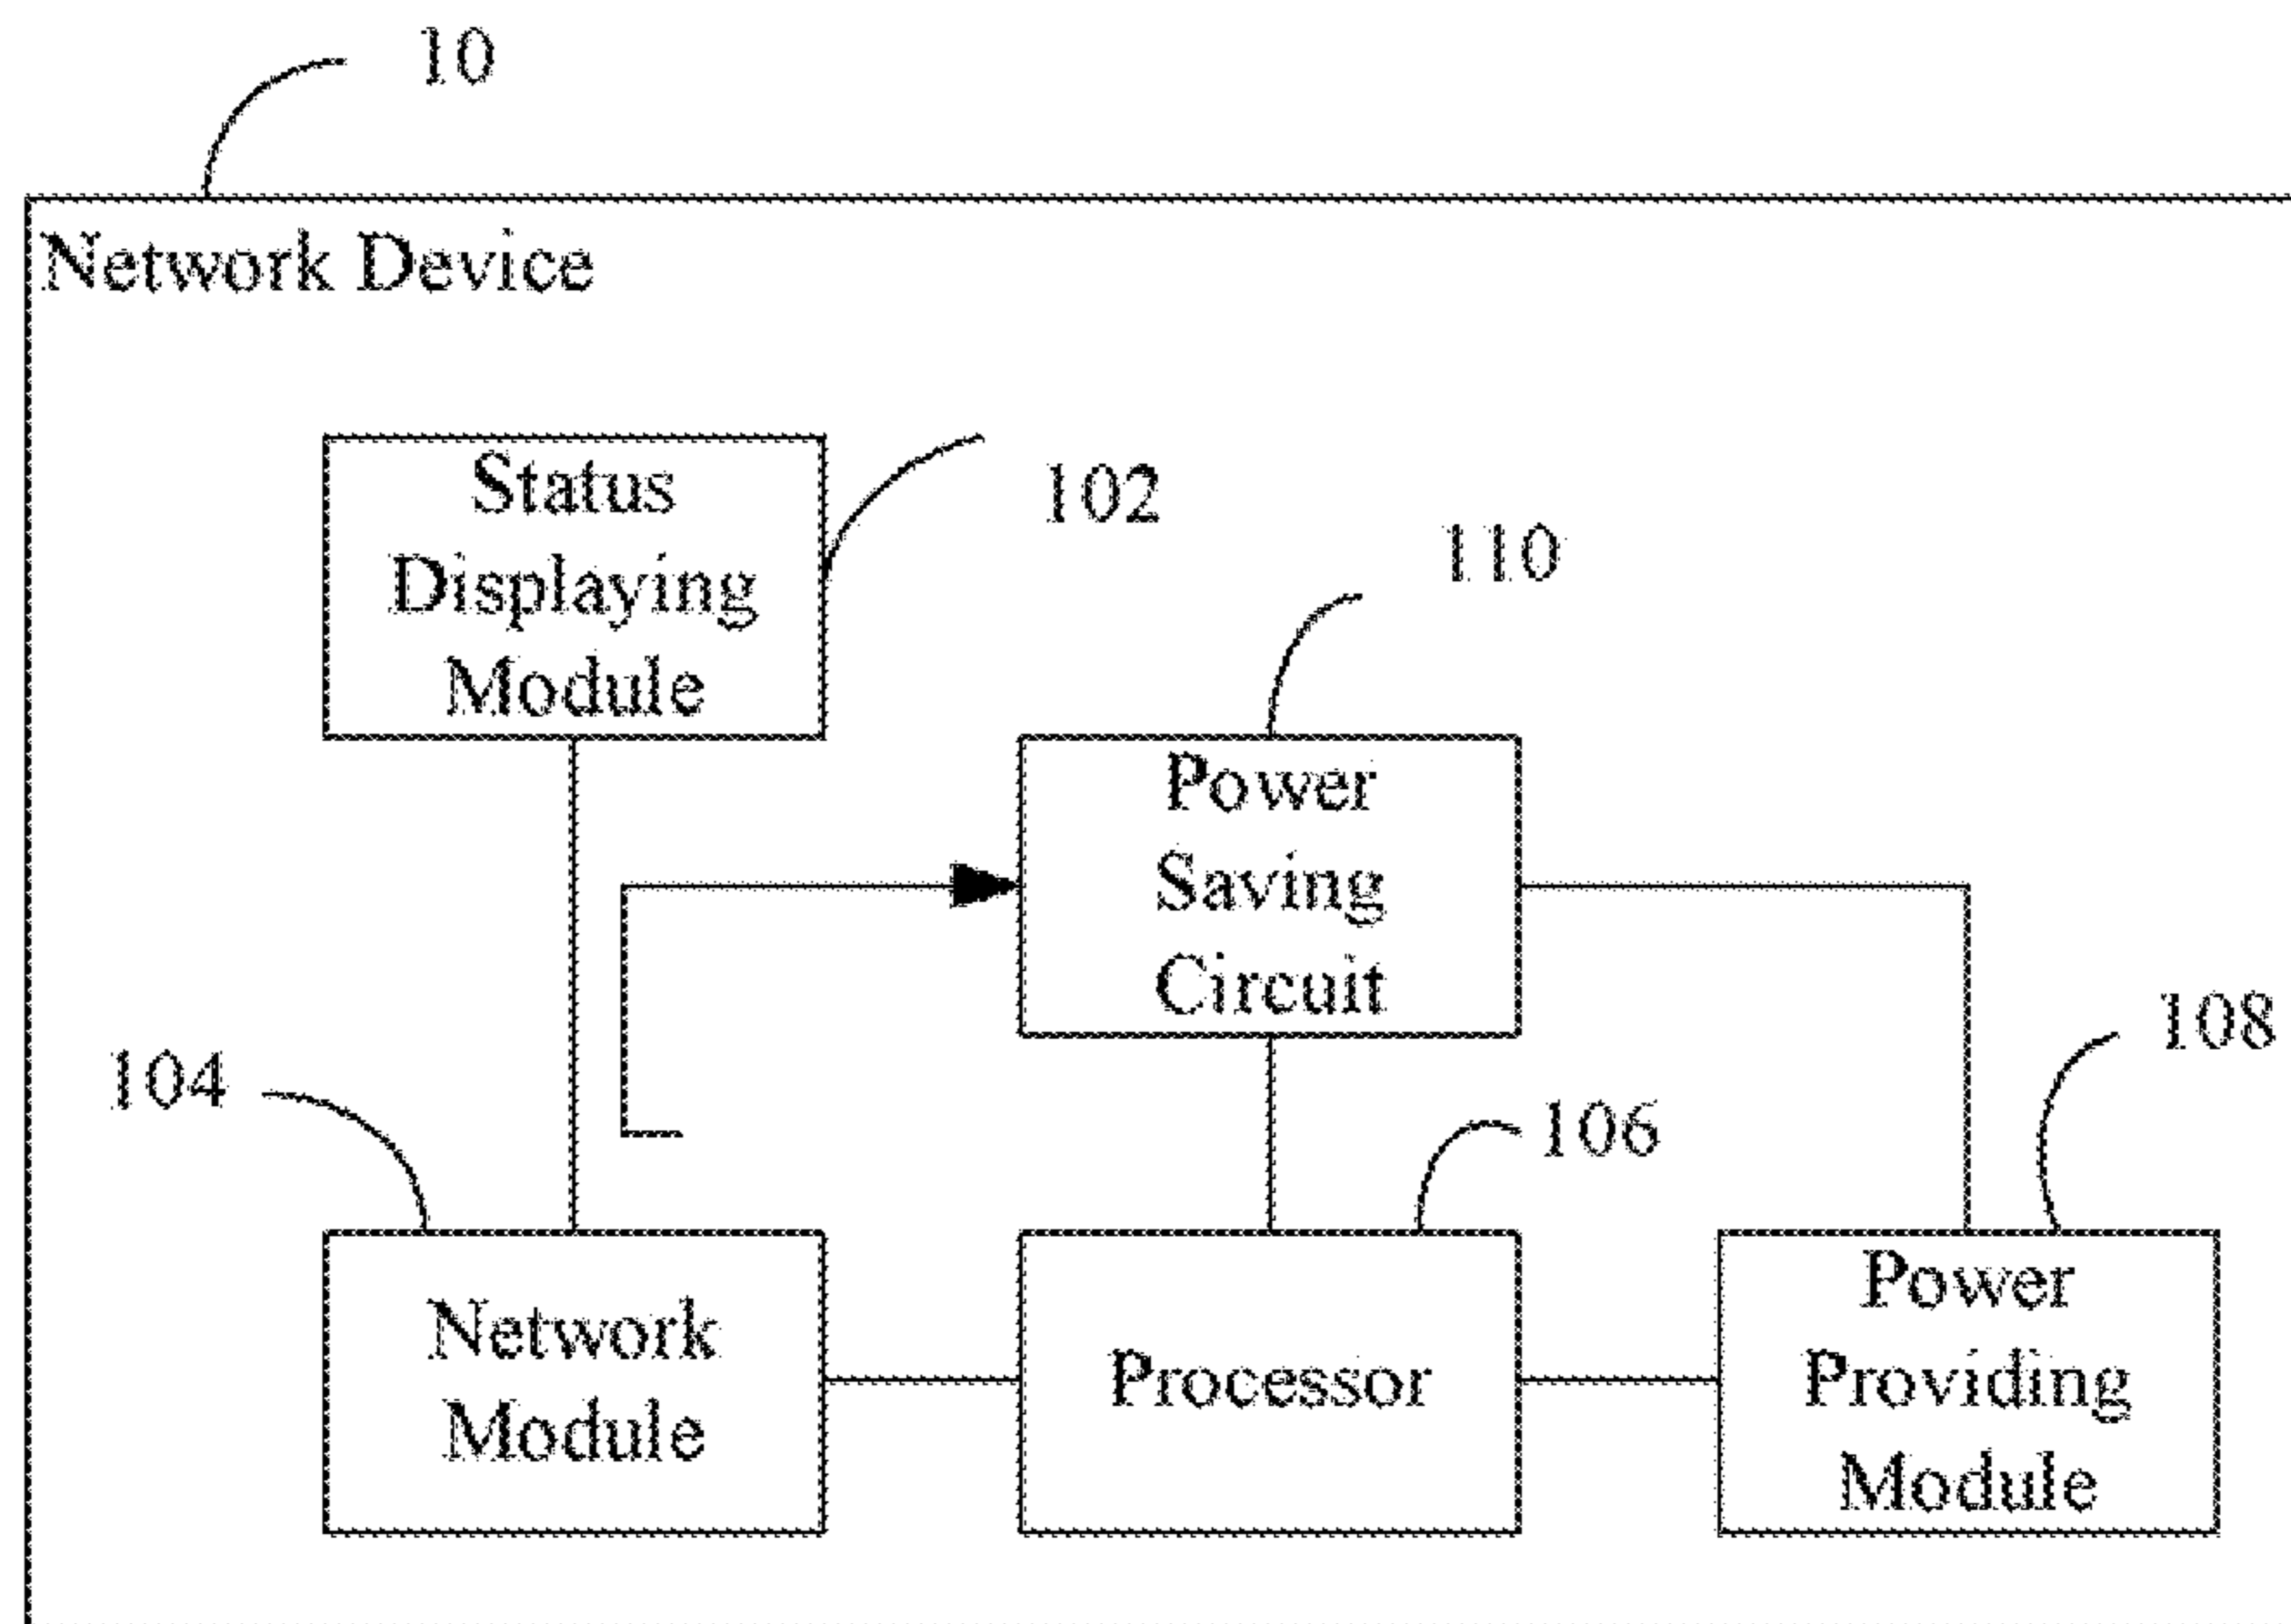 10
Network Device
Status
Displaying
Module
102
110
Power
Saving
Circuit
104
108
106
Network
Module
Processor
Power
Providing
Module